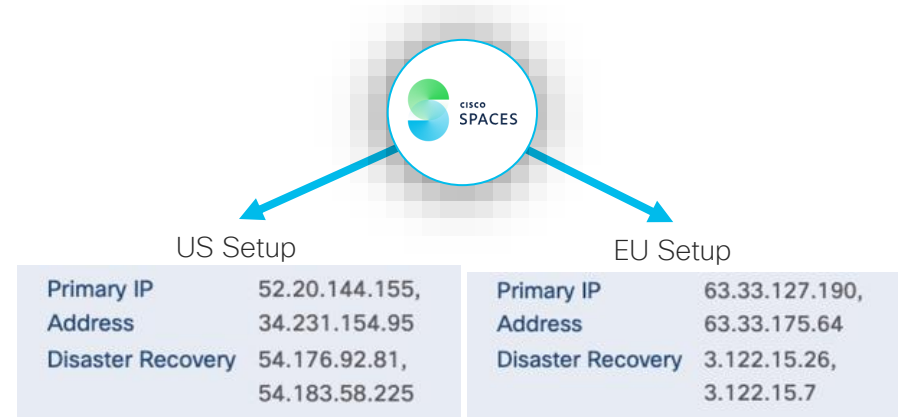 CISCO
SPACES
US Setup
Primary IP 52.20.144.155,
Address 34.231.154.95
Disaster Recovery 54.176.92.81,
54.183.58.225
EU Setup
Primary IP 63.33.127.190,
Address 63.33.175.64
Disaster Recovery 3.122.15.26,
3.122.15.7